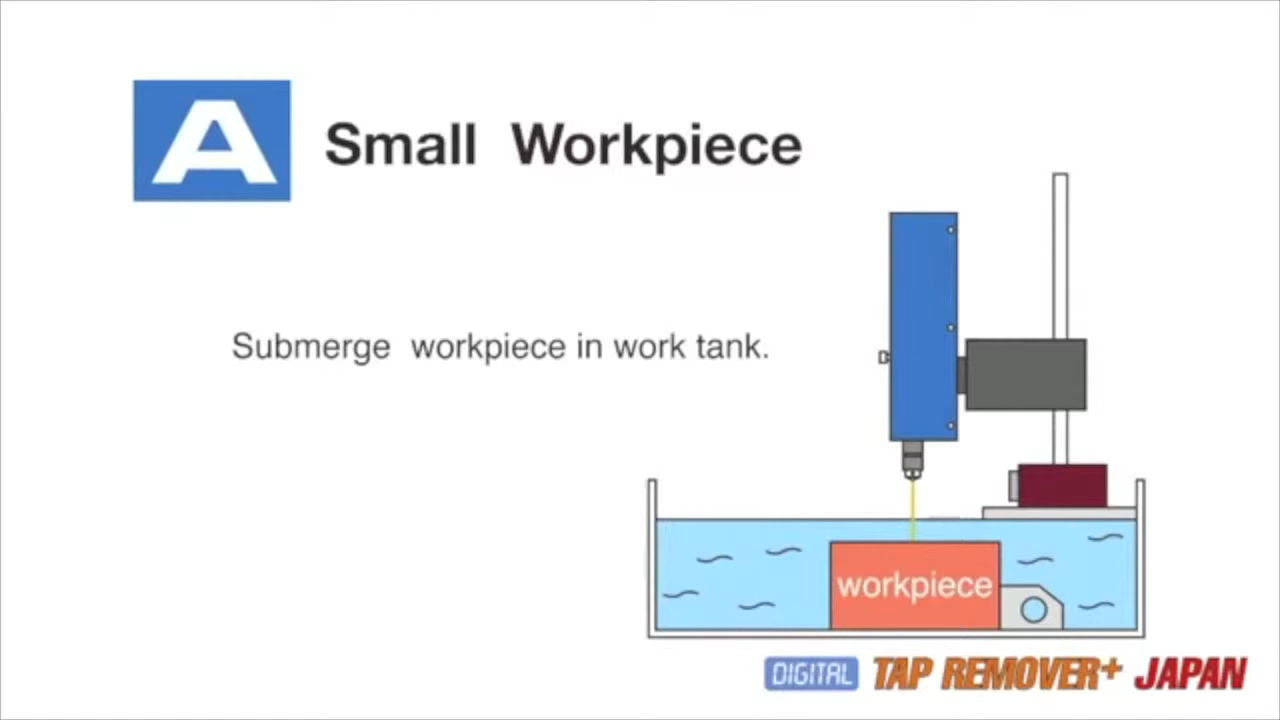 A
Small Workpiece
Submerge workpiece in work tank.
workpiece
DIGITAL TAP REMOVER+ JAPAN